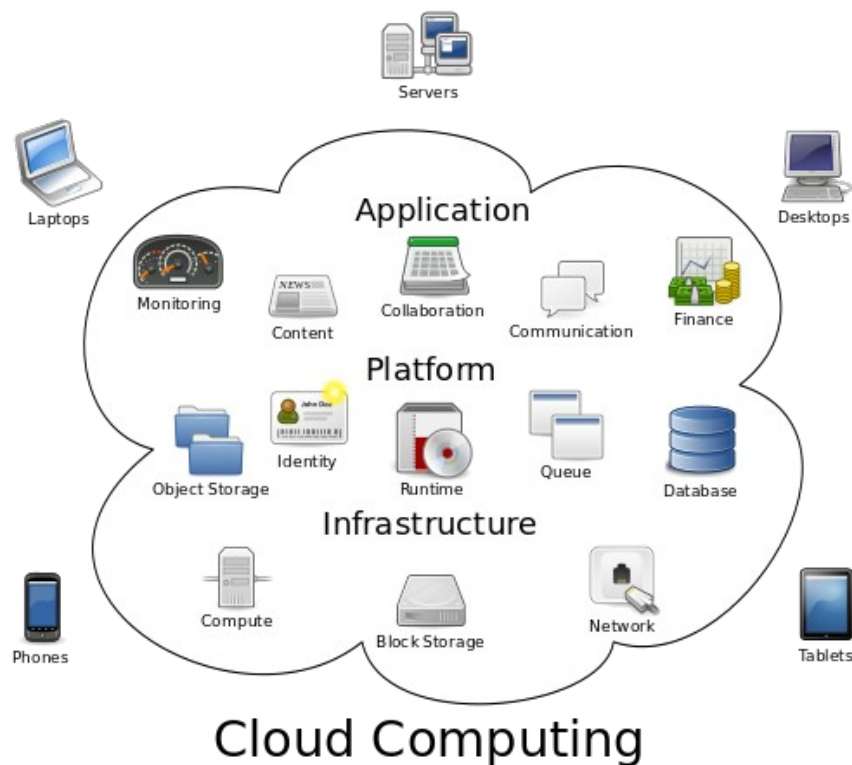 Servers
Laptops
Desktops
Application
Monitoring
NEWS
Content
Collaboration
Communication
Finance
Platform
Object Storage
John Doe
Identity
Runtime
Queue
Database
Infrastructure
Compute
Block Storage
Network
Phones
Tablets
Cloud Computing